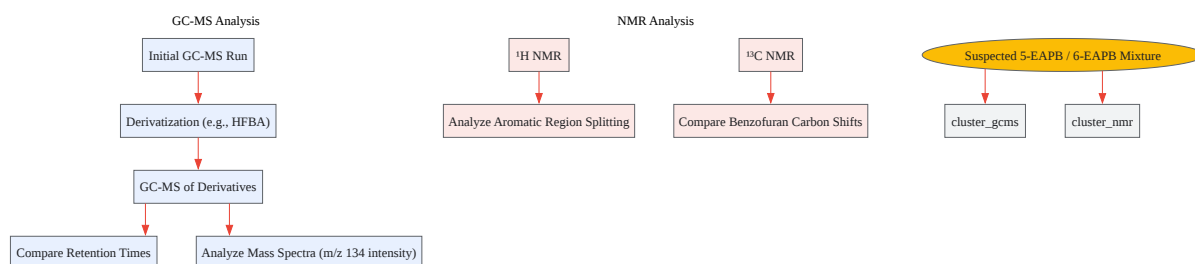 GC-MS Analysis
NMR Analysis
Initial GC-MS Run
¹H NMR
¹³C NMR
Suspected 5-EAPB / 6-EAPB Mixture
Derivatization (e.g., HFBA)
Analyze Aromatic Region Splitting
Compare Benzofuran Carbon Shifts
cluster_gcms
cluster_nmr
GC-MS of Derivatives
Compare Retention Times
Analyze Mass Spectra (m/z 134 intensity)